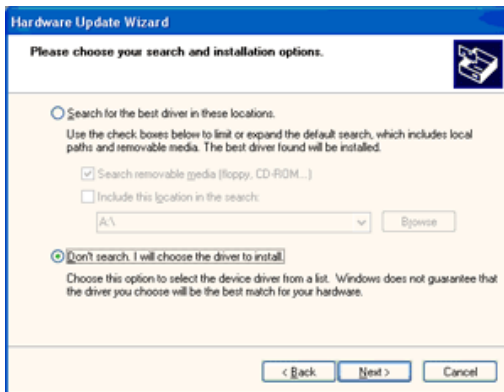 Hardware Update Wizard
Please choose your search and installation options.
Search for the best driver in these locations.
Use the check boxes below to limit or expand the default search, which includes local
paths and removable media. The best driver found will be installed.
Search removable media (floppy, CD-ROM...)
Include this location in the search:
A:\
Browse
Don't search. I will choose the driver to install.
Choose this option to select the device driver from a list. Windows does not guarantee that
the driver you choose will be the best match for your hardware.
< Back Next > Cancel